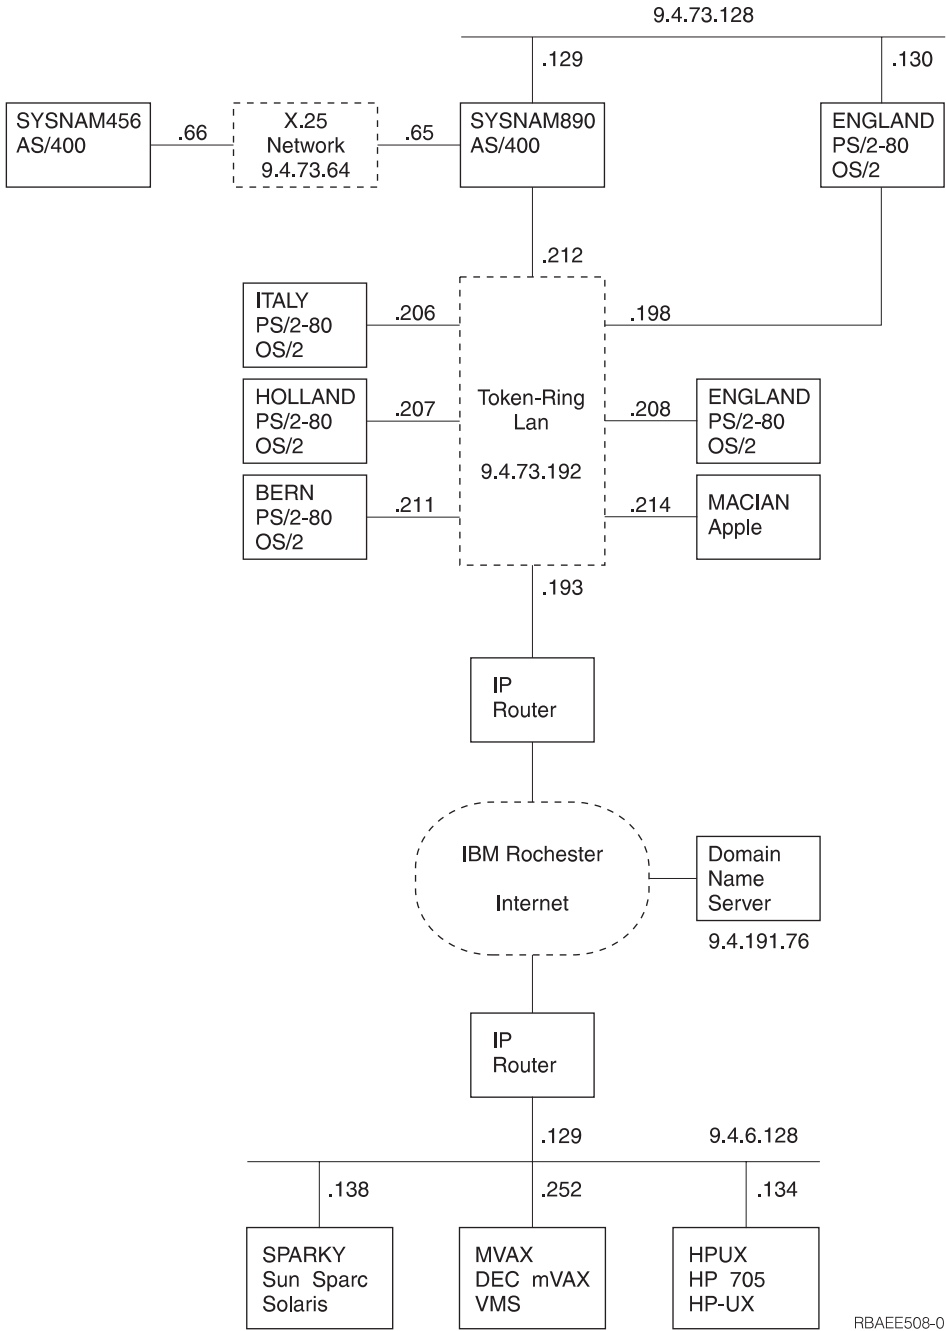 9.4.73.128
.129
.130
SYSNAM456
AS/400
.66
X.25
Network
9.4.73.64
.65
SYSNAM890
AS/400
ENGLAND
PS/2-80
OS/2
.212
ITALY
PS/2-80
OS/2
.206
.198
HOLLAND
PS/2-80
OS/2
.207
Token-Ring
Lan
9.4.73.192
.208
ENGLAND
PS/2-80
OS/2
BERN
PS/2-80
OS/2
.211
.214
MACIAN
Apple
.193
IP
Router
IBM Rochester
Internet
Domain
Name
Server
9.4.191.76
IP
Router
.129
9.4.6.128
.138
.252
.134
SPARKY
Sun Sparc
Solaris
MVAX
DEC mVAX
VMS
HPUX
HP 705
HP-UX
RBAEE508-0